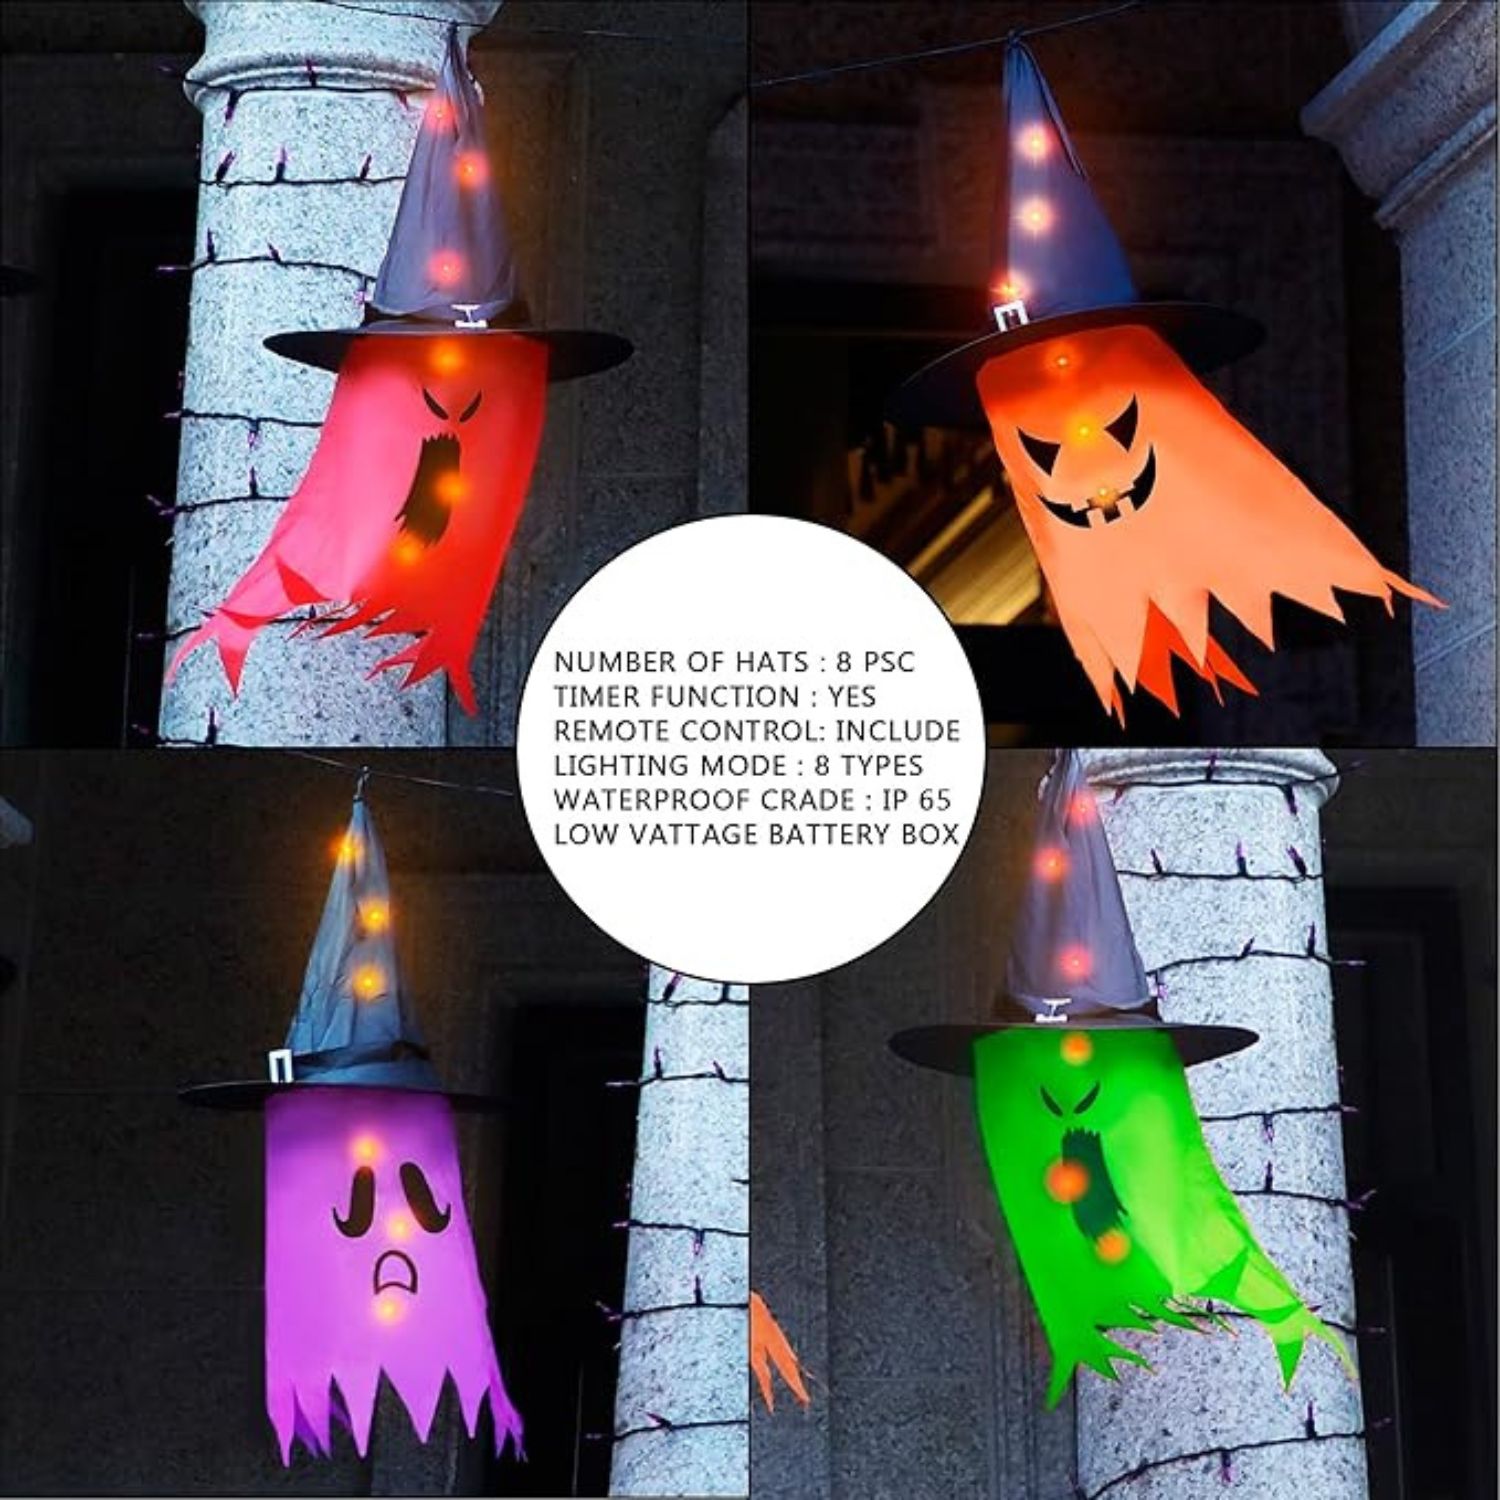 NUMBER OF HATS : 8 PSC
TIMER FUNCTION : YES
REMOTE CONTROL: INCLUDE
LIGHTING MODE : 8 TYPES
WATERPROOF CRADE : IP 65
LOW VATTAGE BATTERY BOX